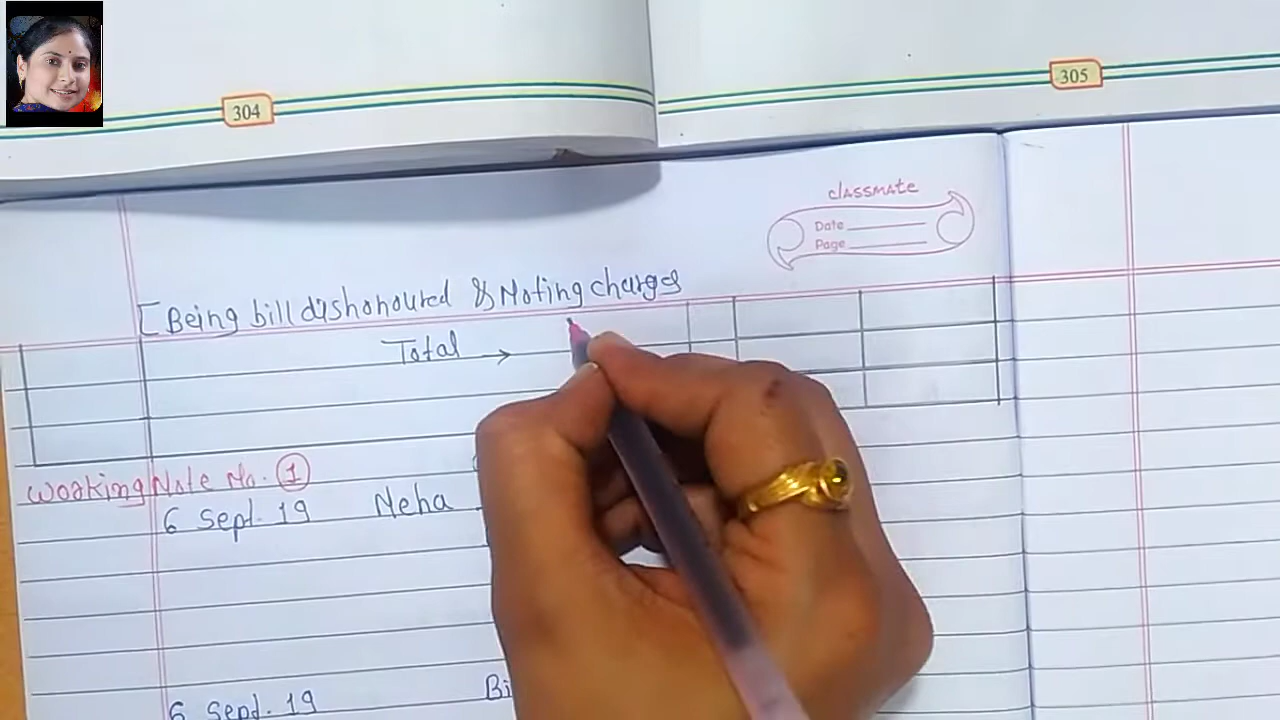 304
305
classmate
Date
Page
[Being bill dishonoured & Noting charges
Total →
Working Note No. 1
6 Sept. 19 Neha
6 Sept. 19 Bi